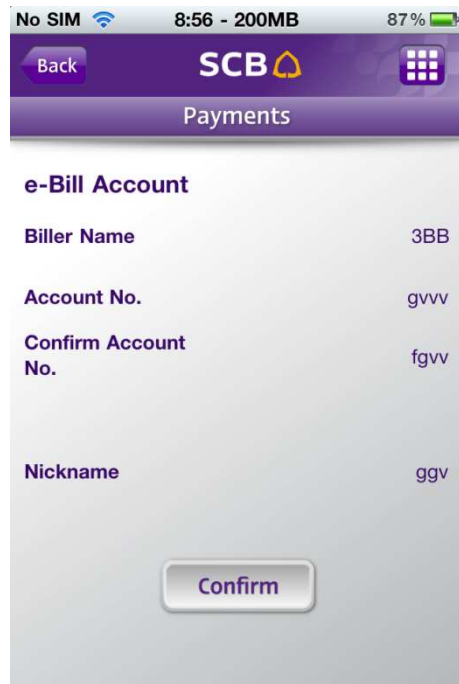 No SIM 8:56 - 200MB 87%
Back SCB
Payments
e-Bill Account
Biller Name 3BB
Account No. gvvv
Confirm Account
No. fgvv
Nickname ggv
Confirm